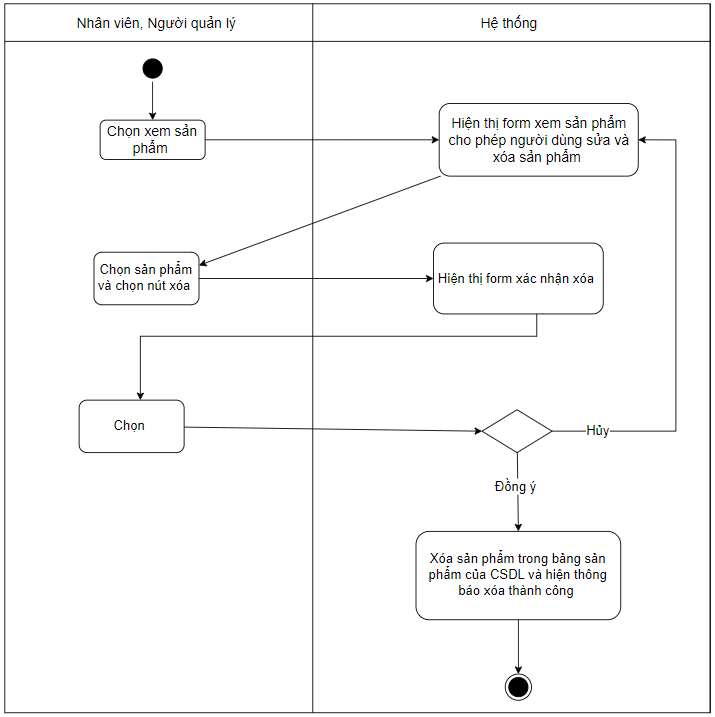 Nhân viên, Người quản lý
Hệ thống
Chọn xem sản
phẩm
Hiện thị form xem sản phẩm
cho phép người dùng sửa và
xóa sản phẩm
Chọn sản phẩm
và chọn nút xóa
Hiện thị form xác nhận xóa
Chọn
Hủy
Đồng ý
Xóa sản phẩm trong bảng sản
phẩm của CSDL và hiện thông
báo xóa thành công